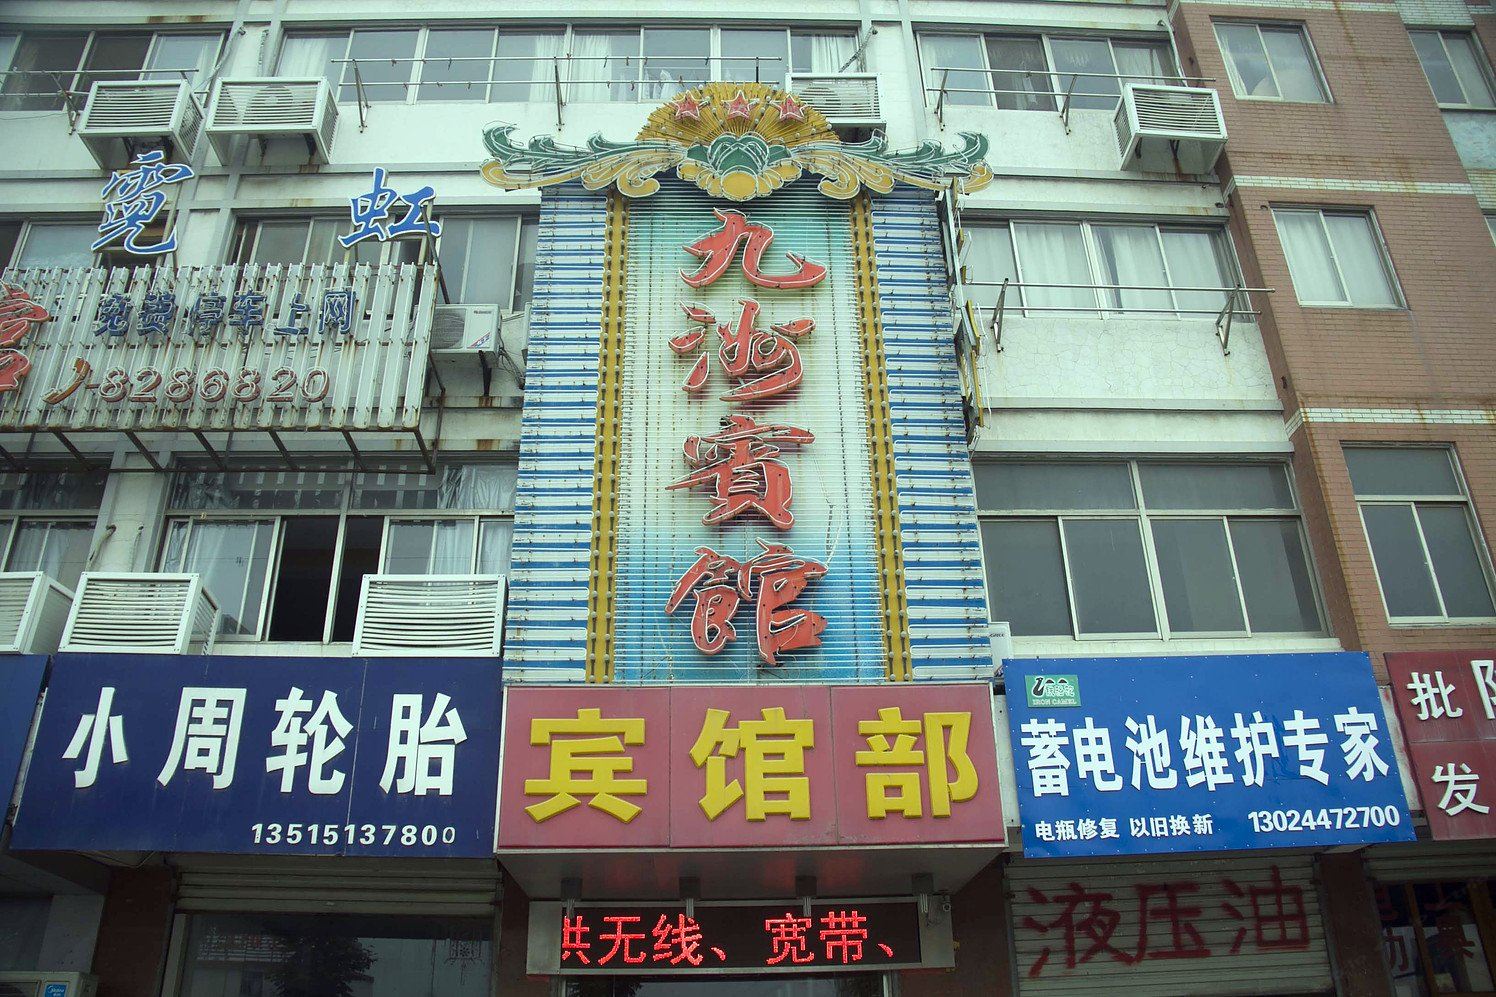 霓虹
免费停车上网
8286820
九洲賓館
小周轮胎
13515137800
宾馆部
IRON CAMEL
蓄电池维护专家
电瓶修复 以旧换新 13024472700
批
发
供无线、宽带、
液压油